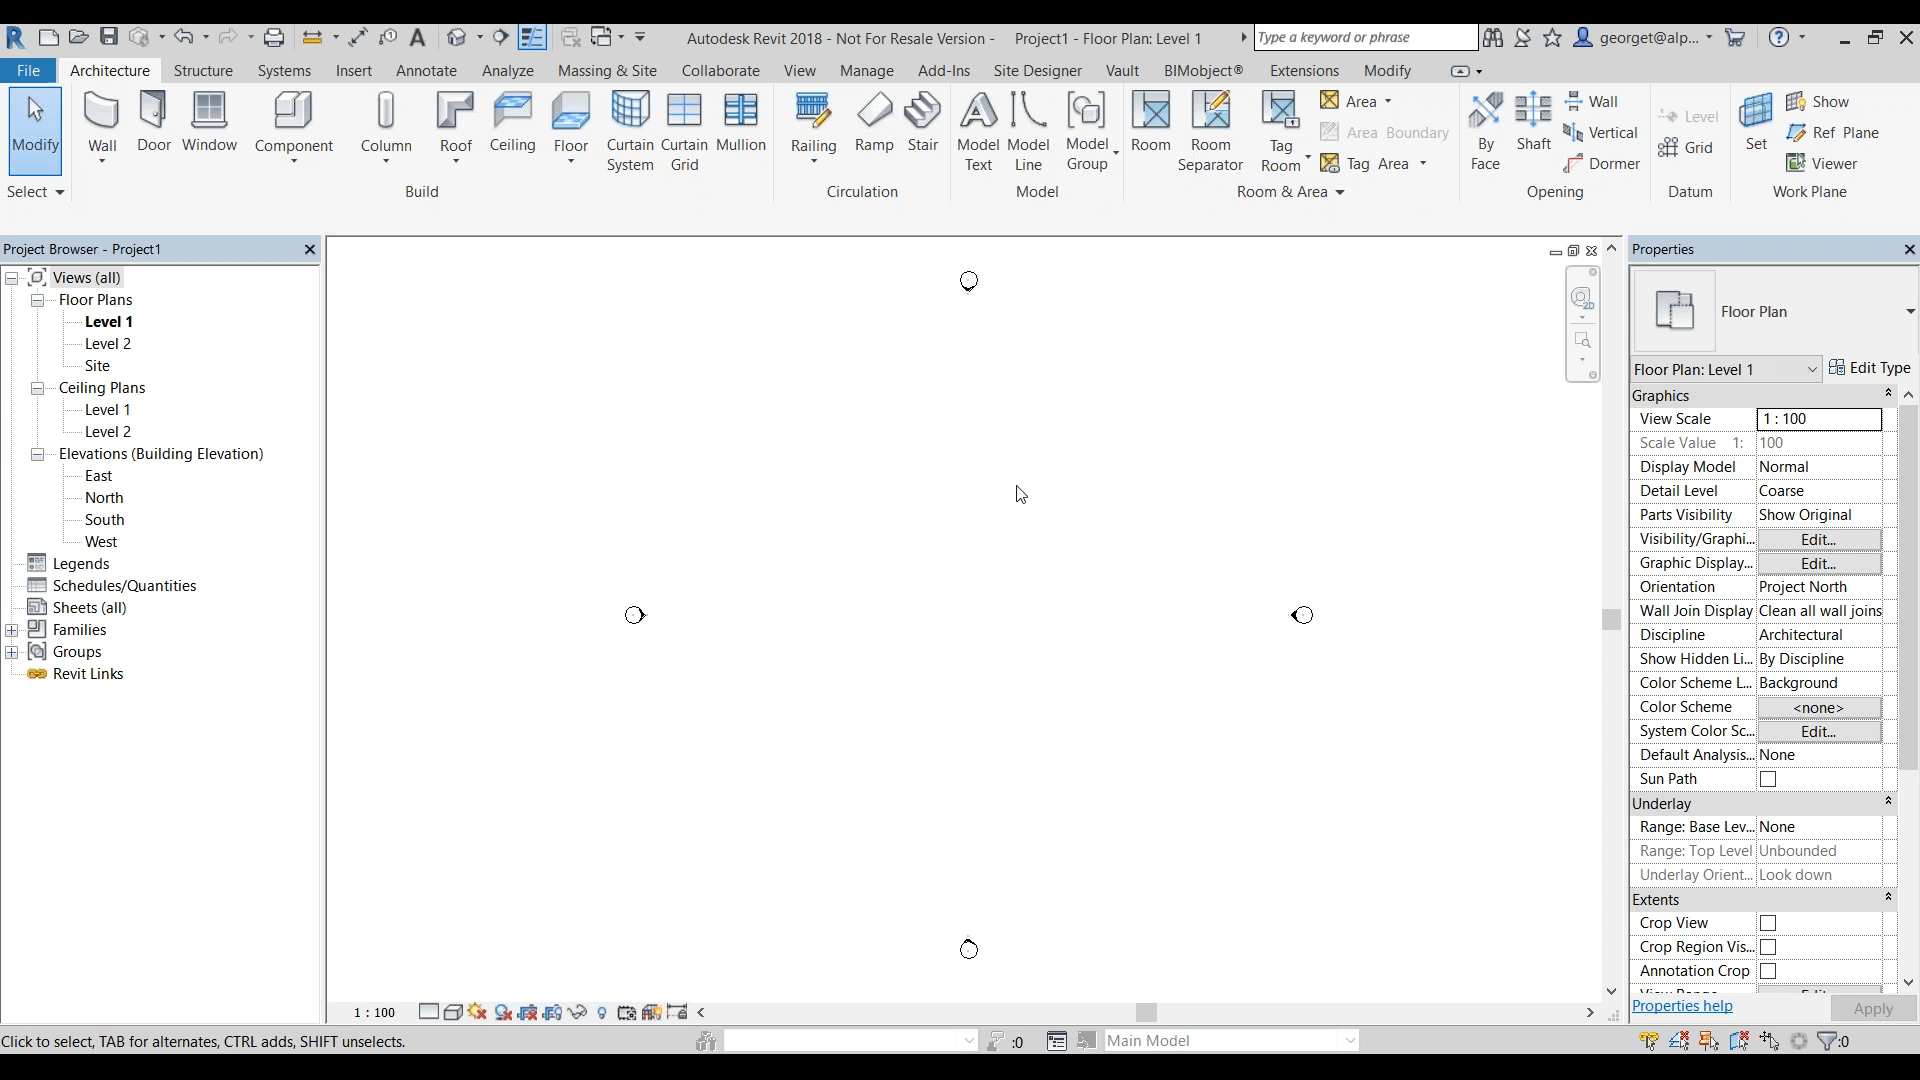 Autodesk Revit 2018 - Not For Resale Version - Project1 - Floor Plan: Level 1
Type a keyword or phrase
georget@alp...
File Architecture Structure Systems Insert Annotate Analyze Massing & Site Collaborate View Manage Add-Ins Site Designer Vault BIMobject® Extensions Modify
Modify
Wall
Door
Window
Component
Column
Roof
Ceiling
Floor
Curtain System
Curtain Grid
Mullion
Railing
Ramp
Stair
Model Text
Model Line
Model Group
Room
Room Separator
Tag Room
Area
Area Boundary
Tag Area
By Face
Shaft
Wall
Vertical
Dormer
Level
Grid
Set
Show
Ref Plane
Viewer
Select Build Circulation Model Room & Area Opening Datum Work Plane
Project Browser - Project1
Views (all)
Floor Plans
Level 1
Level 2
Site
Ceiling Plans
Level 1
Level 2
Elevations (Building Elevation)
East
North
South
West
Legends
Schedules/Quantities
Sheets (all)
Families
Groups
Revit Links
2D
Properties
Floor Plan
Floor Plan: Level 1 Edit Type
Graphics
View Scale 1 : 100
Scale Value 1: 100
Display Model Normal
Detail Level Coarse
Parts Visibility Show Original
Visibility/Graphi... Edit...
Graphic Display... Edit...
Orientation Project North
Wall Join Display Clean all wall joins
Discipline Architectural
Show Hidden Li... By Discipline
Color Scheme L... Background
Color Scheme <none>
System Color Sc... Edit...
Default Analysis... None
Sun Path
Underlay
Range: Base Lev... None
Range: Top Level Unbounded
Underlay Orient... Look down
Extents
Crop View
Crop Region Vis...
Annotation Crop
Properties help Apply
1 : 100
Click to select, TAB for alternates, CTRL adds, SHIFT unselects.
:0
Main Model
:0